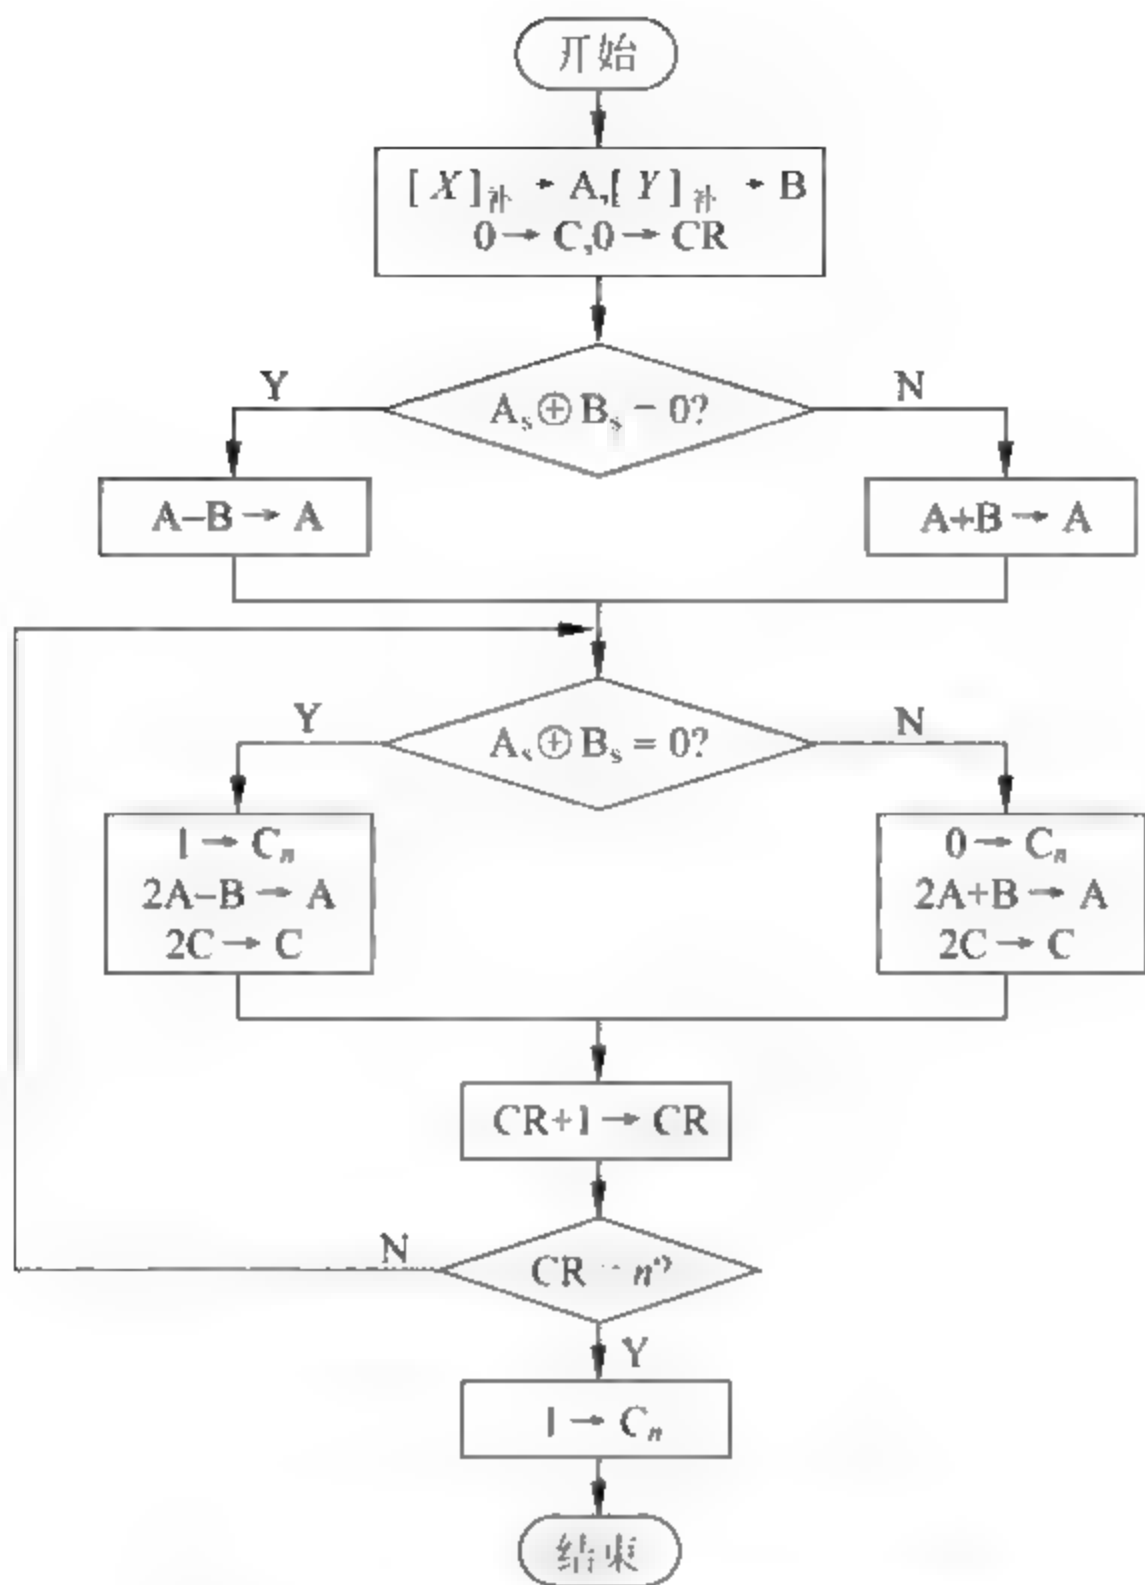 开始
[X]补→A,[Y]补→B
0→C,0→CR
A_s⊕B_s=0?
Y
N
A−B→A
A+B→A
A_s⊕B_s=0?
Y
N
1→C_n
2A−B→A
2C→C
0→C_n
2A+B→A
2C→C
CR+1→CR
CR=n?
N
Y
1→C_n
结束